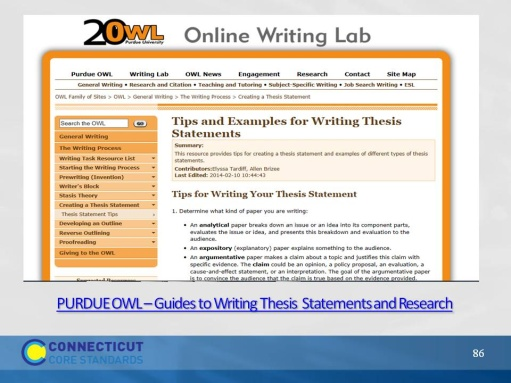 20 OWL Purdue University Online Writing Lab
Purdue OWL Writing Lab OWL News Engagement Research Contact Site Map
General Writing • Research and Citation • Teaching and Tutoring • Subject-Specific Writing • Job Search Writing • ESL
OWL Family of Sites > OWL > General Writing > The Writing Process > Creating a Thesis Statement
Search the OWL GO
General Writing
The Writing Process
Writing Task Resource List
Starting the Writing Process
Prewriting (Invention)
Writer's Block
Stasis Theory
Creating a Thesis Statement
Thesis Statement Tips
Developing an Outline
Reverse Outlining
Proofreading
Giving to the OWL
Tips and Examples for Writing Thesis
Statements
Summary:
This resource provides tips for creating a thesis statement and examples of different types of thesis
statements.
Contributors:Elyssa Tardiff, Allen Brizee
Last Edited: 2014-02-10 10:44:43
Tips for Writing Your Thesis Statement
1. Determine what kind of paper you are writing:
• An analytical paper breaks down an issue or an idea into its component parts,
evaluates the issue or idea, and presents this breakdown and evaluation to the
audience.
• An expository (explanatory) paper explains something to the audience.
• An argumentative paper makes a claim about a topic and justifies this claim with
specific evidence. The claim could be an opinion, a policy proposal, an evaluation, a
cause-and-effect statement, or an interpretation. The goal of the argumentative paper
is to convince the audience that the claim is true based on the evidence provided.
PURDUE OWL – Guides to Writing Thesis Statements and Research
CONNECTICUT
CORE STANDARDS
86